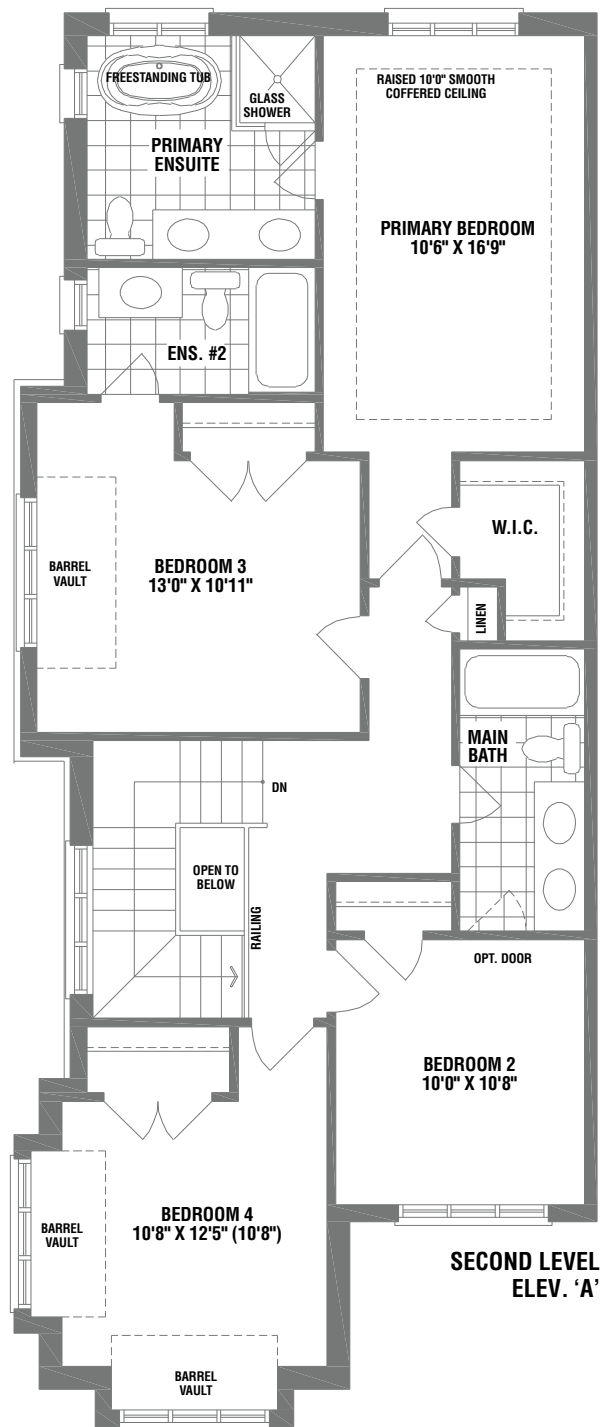 FREESTANDING TUB
GLASS
SHOWER
RAISED 10'0" SMOOTH
COFFERED CEILING
PRIMARY
ENSUITE
PRIMARY BEDROOM
10'6" X 16'9"
ENS. #2
W.I.C.
BARREL
VAULT
BEDROOM 3
13'0" X 10'11"
LINEN
MAIN
BATH
DN
OPEN TO
BELOW
RAILING
OPT. DOOR
BEDROOM 2
10'0" X 10'8"
BARREL
VAULT
BEDROOM 4
10'8" X 12'5" (10'8")
SECOND LEVEL
ELEV. ‘A’
BARREL
VAULT